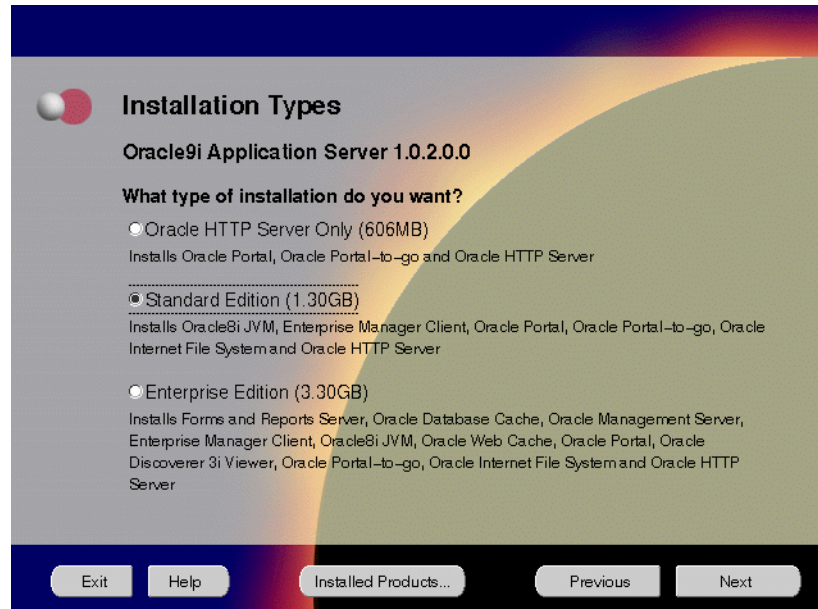 Installation Types
Oracle9i Application Server 1.0.2.0.0
What type of installation do you want?
Oracle HTTP Server Only (606MB)
Installs Oracle Portal, Oracle Portal-to-go and Oracle HTTP Server
Standard Edition (1.30GB)
Installs Oracle8i JVM, Enterprise Manager Client, Oracle Portal, Oracle Portal-to-go, Oracle
Internet File System and Oracle HTTP Server
Enterprise Edition (3.30GB)
Installs Forms and Reports Server, Oracle Database Cache, Oracle Management Server,
Enterprise Manager Client, Oracle8i JVM, Oracle Web Cache, Oracle Portal, Oracle
Discoverer 3i Viewer, Oracle Portal-to-go, Oracle Internet File System and Oracle HTTP
Server
Exit Help Installed Products... Previous Next